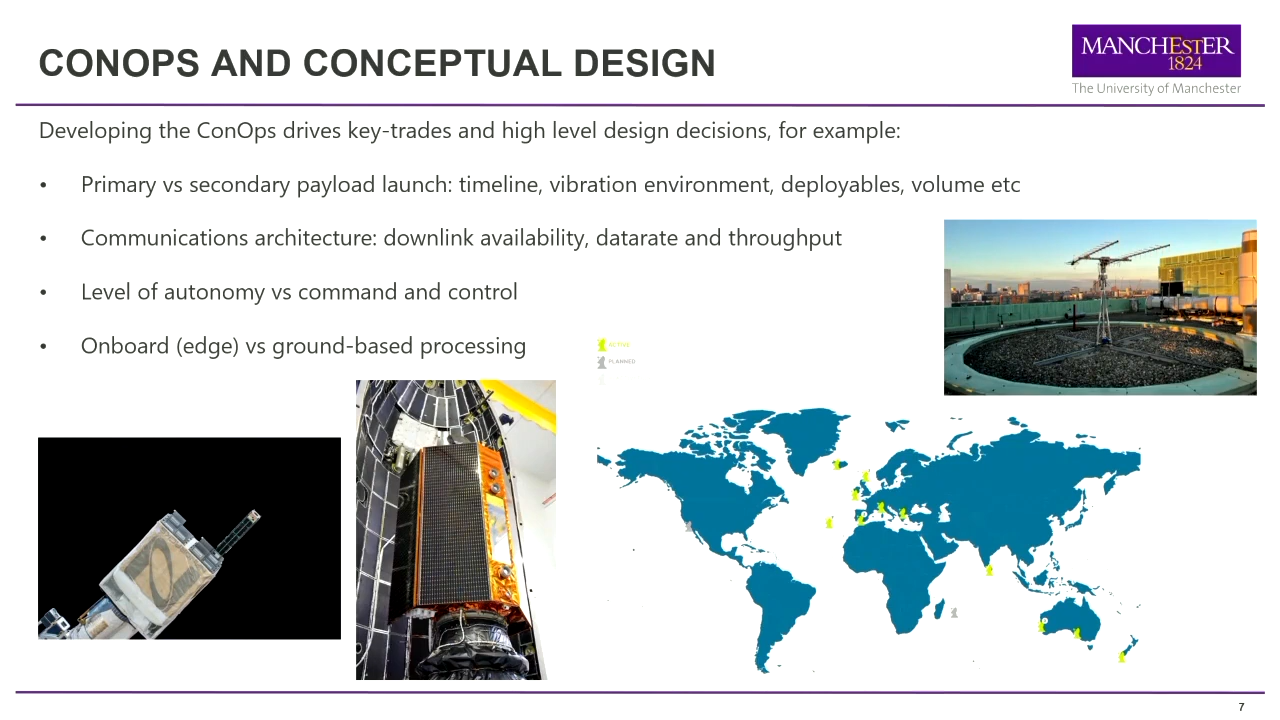 CONOPS AND CONCEPTUAL DESIGN
MANCHESTER
1824
The University of Manchester
Developing the ConOps drives key-trades and high level design decisions, for example:
• Primary vs secondary payload launch: timeline, vibration environment, deployables, volume etc
• Communications architecture: downlink availability, datarate and throughput
• Level of autonomy vs command and control
• Onboard (edge) vs ground-based processing
ACTIVE
PLANNED
7